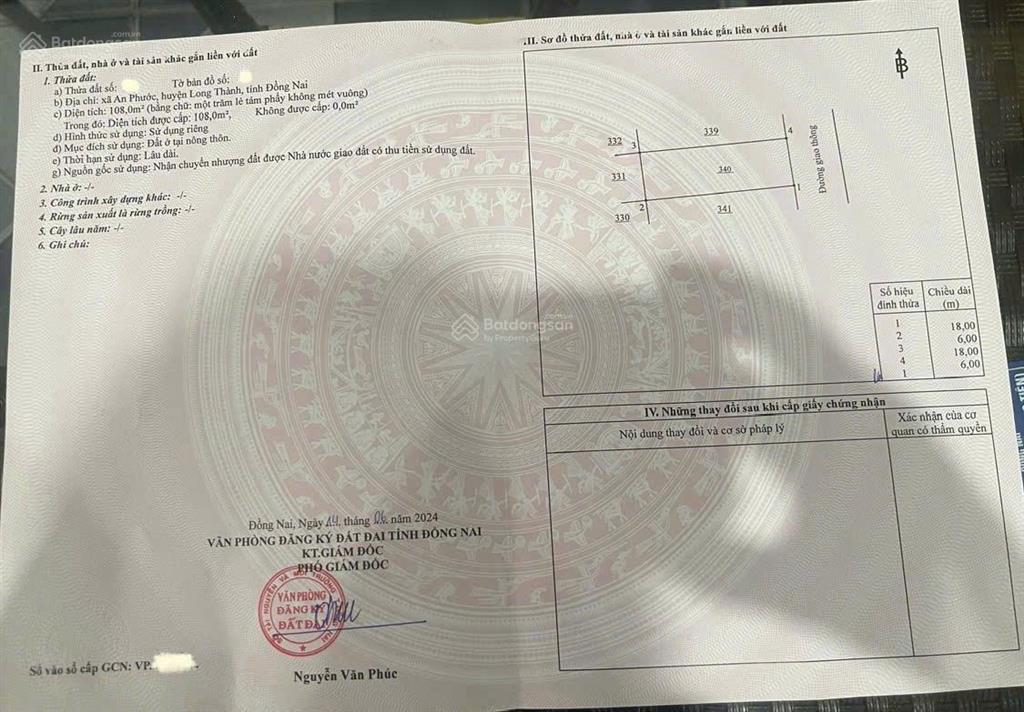 II. Thửa đất, nhà ở và tài sản khác gắn liền với đất
1. Thửa đất:
a) Thửa đất số: Tờ bản đồ số:
b) Địa chỉ: xã An Phước, huyện Long Thành, tỉnh Đồng Nai
c) Diện tích: 108,0m² (bằng chữ: một trăm lẻ tám phẩy không mét vuông)
Trong đó: Diện tích được cấp: 108,0m², Không được cấp: 0,0m²
d) Hình thức sử dụng: Sử dụng riêng
đ) Mục đích sử dụng: Đất ở tại nông thôn.
e) Thời hạn sử dụng: Lâu dài.
g) Nguồn gốc sử dụng: Nhận chuyển nhượng đất được Nhà nước giao đất có thu tiền sử dụng đất.
2. Nhà ở: -/-
3. Công trình xây dựng khác: -/-
4. Rừng sản xuất là rừng trồng: -/-
5. Cây lâu năm: -/-
6. Ghi chú:
Đồng Nai, Ngày 14 tháng 06 năm 2024
VĂN PHÒNG ĐĂNG KÝ ĐẤT ĐAI TỈNH ĐỒNG NAI
KT.GIÁM ĐỐC
PHÓ GIÁM ĐỐC
VĂN PHÒNG
ĐĂNG KÝ
ĐẤT ĐAI
Nguyễn Văn Phúc
Số vào sổ cấp GCN: VP.
III. Sơ đồ thửa đất, nhà ở và tài sản khác gắn liền với đất
B
332 3 339 4
331 340
330 2 341 1
Đường giao thông
Số hiệu đỉnh thửa Chiều dài (m)
1
18,00
2
6,00
3
18,00
4
6,00
1
IV. Những thay đổi sau khi cấp giấy chứng nhận
Nội dung thay đổi và cơ sở pháp lý
Xác nhận của cơ
quan có thẩm quyền
Batdongsan
.com.vn
Batdongsan
.com.vn
by PropertyGuru